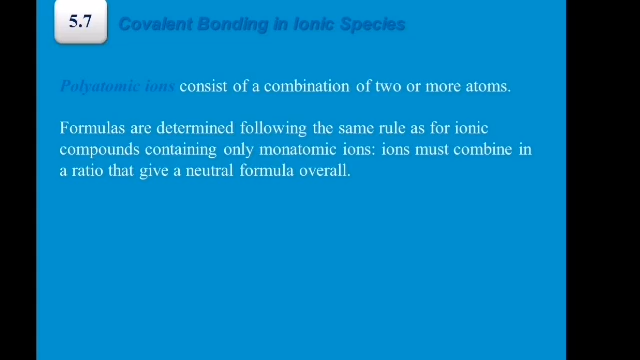 5.7
Covalent Bonding in Ionic Species
Polyatomic ions consist of a combination of two or more atoms.
Formulas are determined following the same rule as for ionic
compounds containing only monatomic ions: ions must combine in
a ratio that give a neutral formula overall.